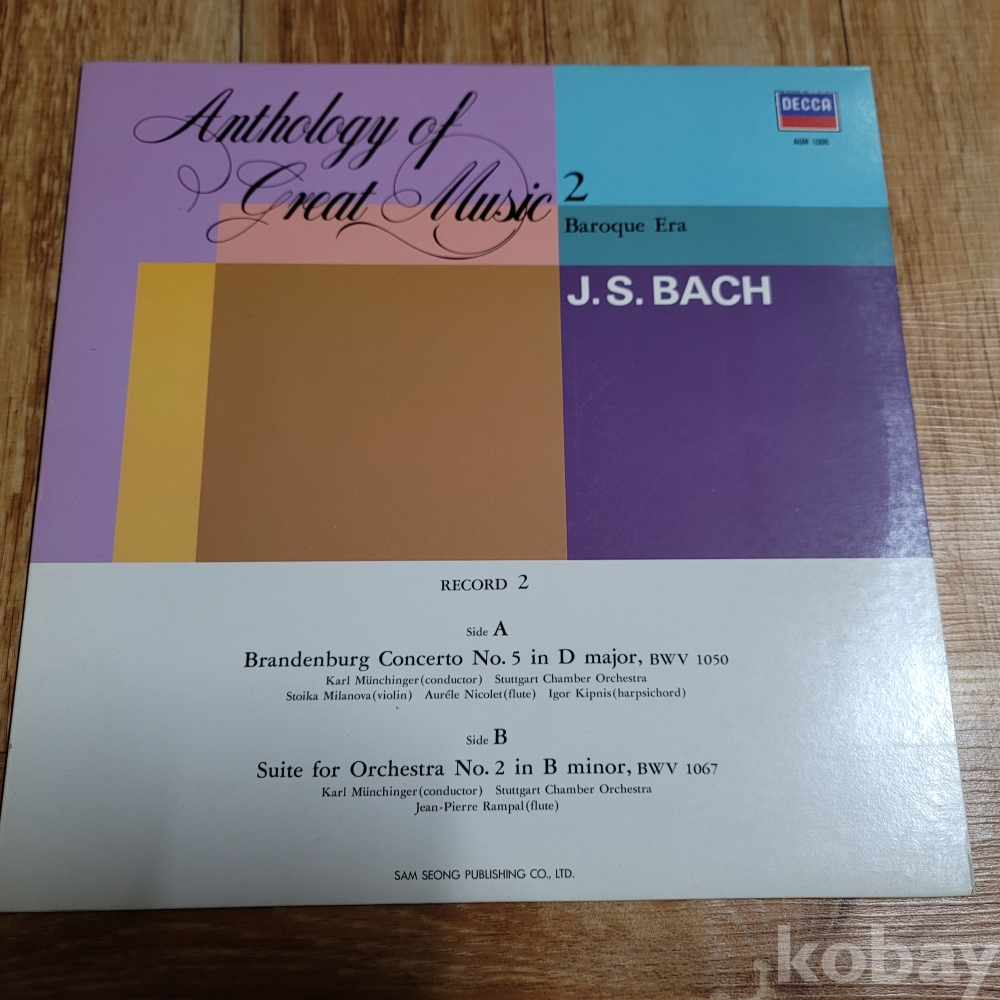 Anthology of
Great Music 2
Baroque Era
DECCA
J.S. BACH
RECORD 2
Side A
Brandenburg Concerto No. 5 in D major, BWV 1050
Karl Münchinger (conductor) Stuttgart Chamber Orchestra
Stoika Milanova (violin) Auréle Nicolet (flute) Igor Kipnis (harpsichord)
Side B
Suite for Orchestra No. 2 in B minor, BWV 1067
Karl Münchinger (conductor) Stuttgart Chamber Orchestra
Jean-Pierre Rampal (flute)
SAM SEONG PUBLISHING CO., LTD.
kobay